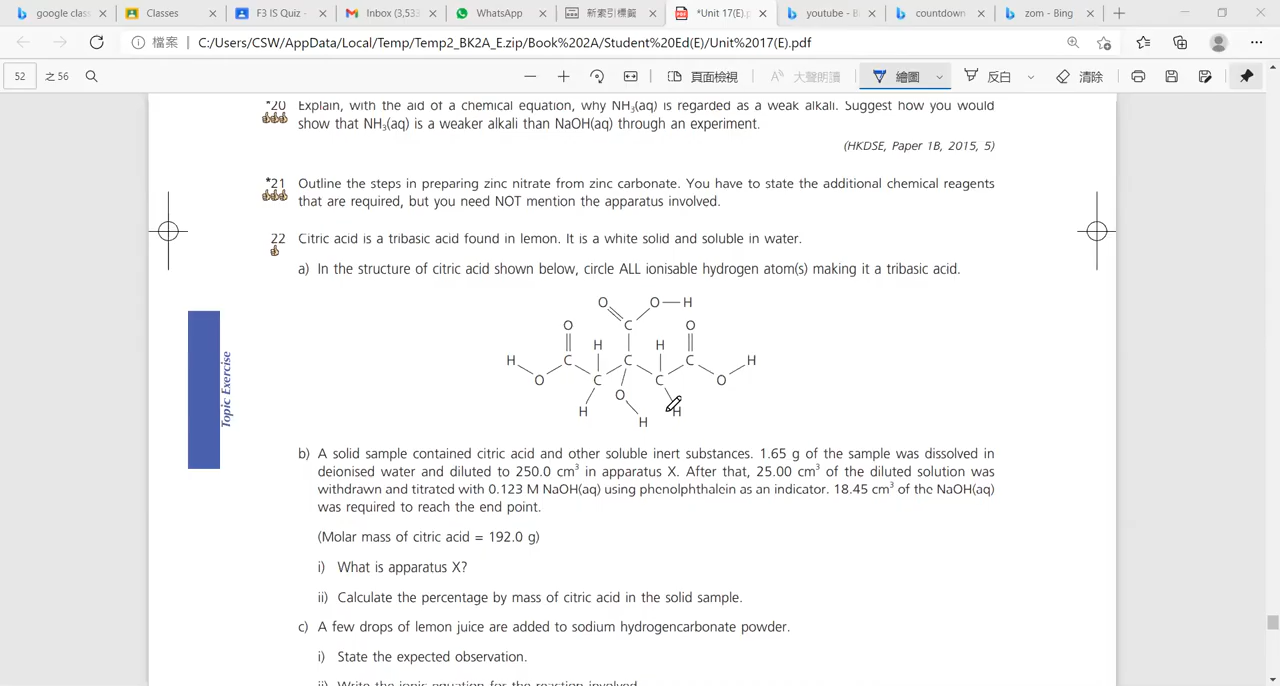 google class
Classes
F3 IS Quiz -
Inbox (3,533
WhatsApp
新索引標籤
*Unit 17(E).p
youtube - B
countdown
zom - Bing
檔案
C:/Users/CSW/AppData/Local/Temp/Temp2_BK2A_E.zip/Book%202A/Student%20Ed(E)/Unit%2017(E).pdf
52 之 56
頁面檢視
大聲朗讀
繪圖
反白
清除
*20 Explain, with the aid of a chemical equation, why NH3(aq) is regarded as a weak alkali. Suggest how you would
show that NH3(aq) is a weaker alkali than NaOH(aq) through an experiment.
(HKDSE, Paper 1B, 2015, 5)
*21 Outline the steps in preparing zinc nitrate from zinc carbonate. You have to state the additional chemical reagents
that are required, but you need NOT mention the apparatus involved.
22 Citric acid is a tribasic acid found in lemon. It is a white solid and soluble in water.
a) In the structure of citric acid shown below, circle ALL ionisable hydrogen atom(s) making it a tribasic acid.
O O H
O C O
H H
H C C C H
O C C O
O
H H
H
Topic Exercise
b) A solid sample contained citric acid and other soluble inert substances. 1.65 g of the sample was dissolved in
deionised water and diluted to 250.0 cm3 in apparatus X. After that, 25.00 cm3 of the diluted solution was
withdrawn and titrated with 0.123 M NaOH(aq) using phenolphthalein as an indicator. 18.45 cm3 of the NaOH(aq)
was required to reach the end point.
(Molar mass of citric acid = 192.0 g)
i) What is apparatus X?
ii) Calculate the percentage by mass of citric acid in the solid sample.
c) A few drops of lemon juice are added to sodium hydrogencarbonate powder.
i) State the expected observation.
ii) Write the ionic equation for the reaction involved.